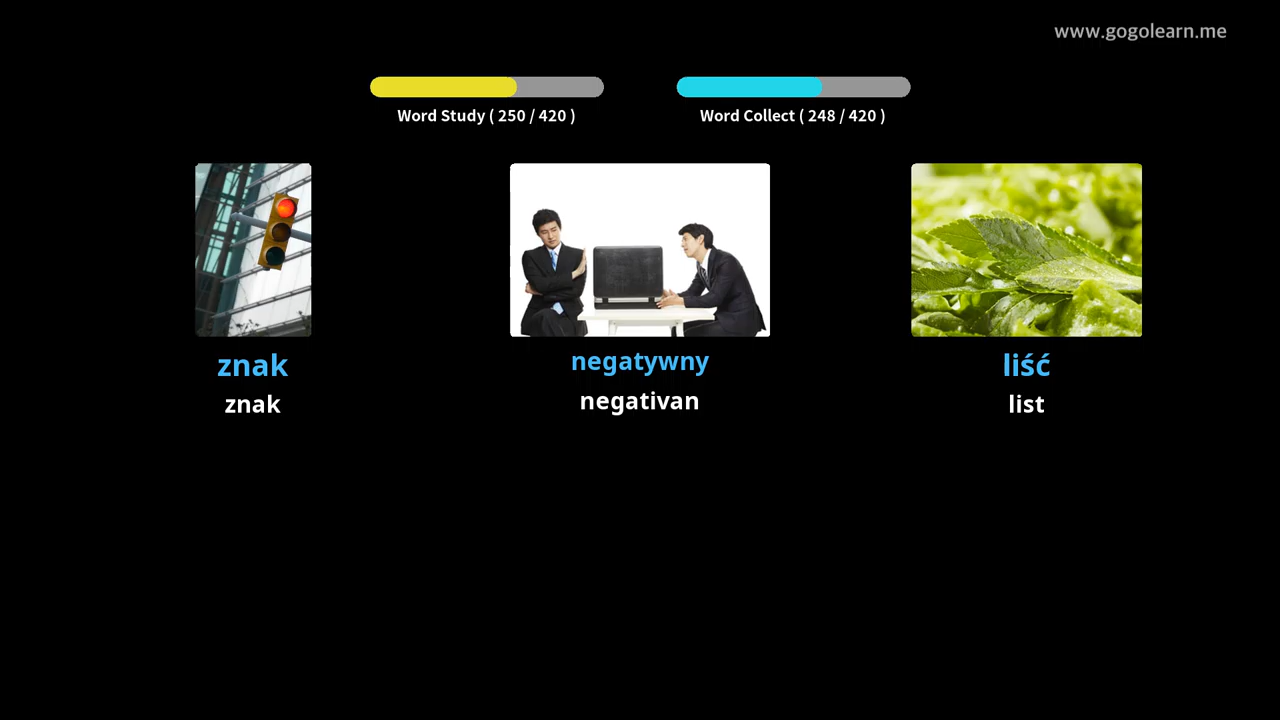 www.gogolearn.me
Word Study ( 250 / 420 )
Word Collect ( 248 / 420 )
znak
negatywny
liść
znak
negativan
list